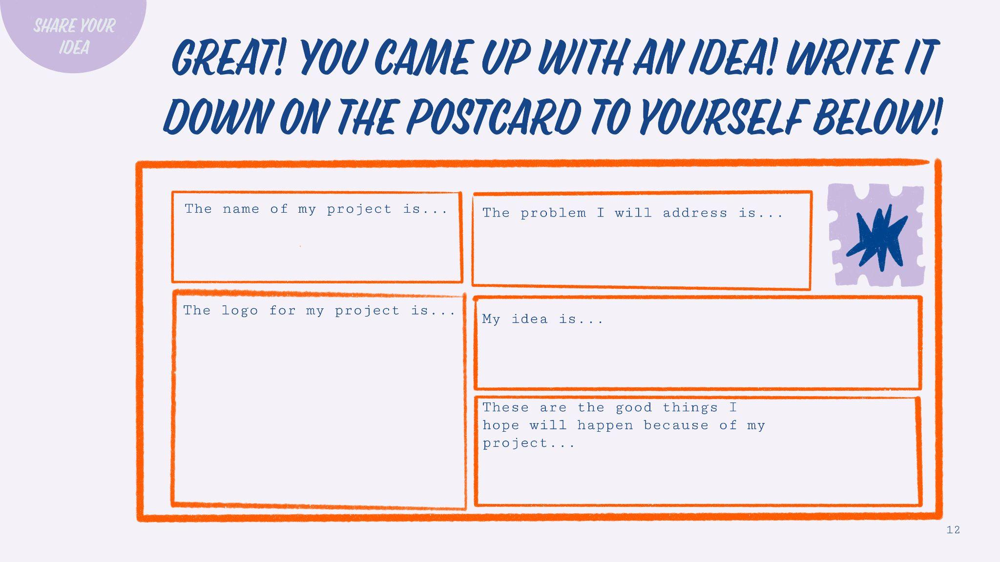 SHARE YOUR
IDEA
GREAT! YOU CAME UP WITH AN IDEA! WRITE IT
DOWN ON THE POSTCARD TO YOURSELF BELOW!
The name of my project is...
The problem I will address is...
The logo for my project is...
My idea is...
These are the good things I
hope will happen because of my
project...
12